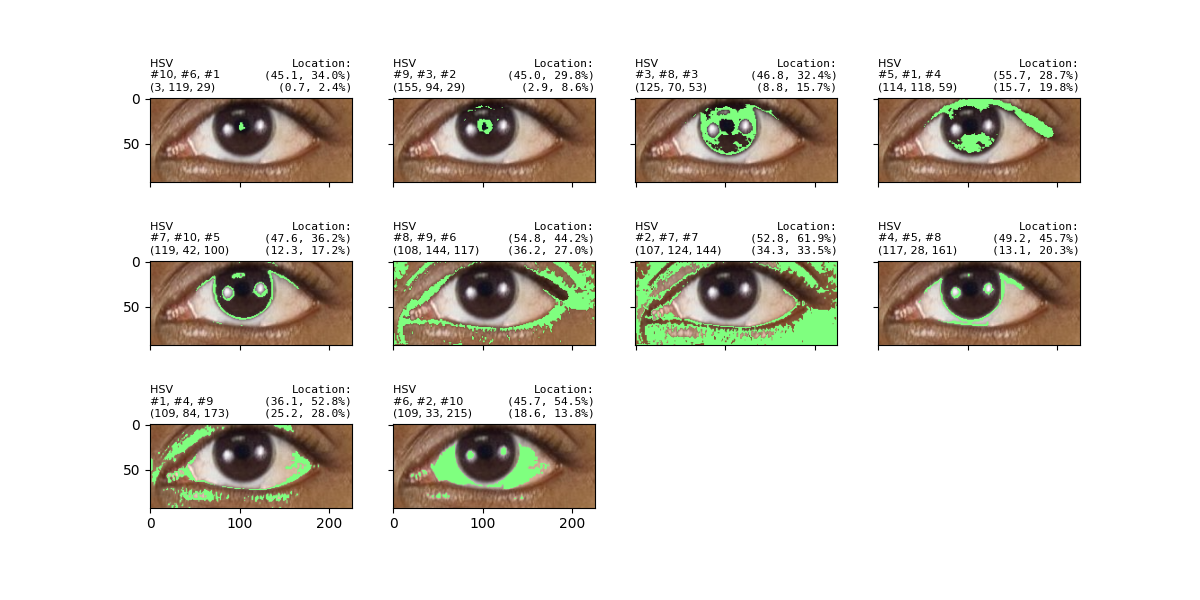 HSV Location:
#10, #6, #1 (45.1, 34.0%)
(3, 119, 29) (0.7, 2.4%)
HSV Location:
#9, #3, #2 (45.0, 29.8%)
(155, 94, 29) (2.9, 8.6%)
HSV Location:
#3, #8, #3 (46.8, 32.4%)
(125, 70, 53) (8.8, 15.7%)
HSV Location:
#5, #1, #4 (55.7, 28.7%)
(114, 118, 59) (15.7, 19.8%)
0
50
HSV Location:
#7, #10, #5 (47.6, 36.2%)
(119, 42, 100) (12.3, 17.2%)
HSV Location:
#8, #9, #6 (54.8, 44.2%)
(108, 144, 117) (36.2, 27.0%)
HSV Location:
#2, #7, #7 (52.8, 61.9%)
(107, 124, 144) (34.3, 33.5%)
HSV Location:
#4, #5, #8 (49.2, 45.7%)
(117, 28, 161) (13.1, 20.3%)
0
50
HSV Location:
#1, #4, #9 (36.1, 52.8%)
(109, 84, 173) (25.2, 28.0%)
HSV Location:
#6, #2, #10 (45.7, 54.5%)
(109, 33, 215) (18.6, 13.8%)
0
50
0 100 200
0 100 200